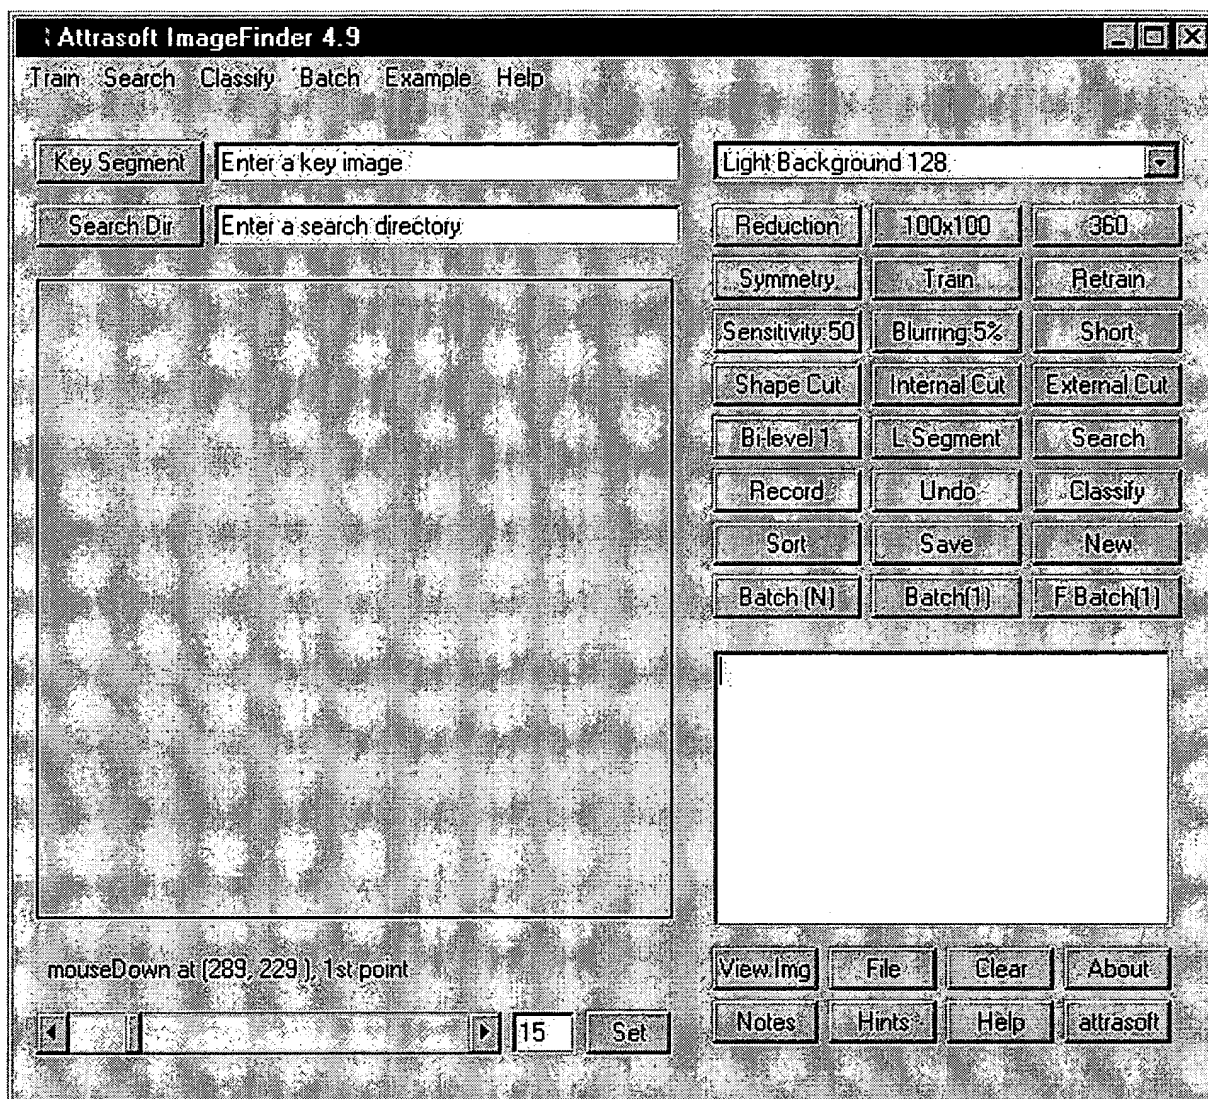 Attrasoft ImageFinder 4.9
Train Search Classify Batch Example Help
Key Segment Enter a key image Light Background 128
Search Dir Enter a search directory
Reduction 100x100 360
Symmetry Train Retrain
Sensitivity:50 Blurring:5% Short
Shape Cut Internal Cut External Cut
Bi-level 1 L Segment Search
Record Undo Classify
Sort Save New
Batch (N) Batch(1) F Batch(1)
mouseDown at (289, 229 ), 1st point
View Img File Clear About
15 Set Notes Hints Help attrasoft